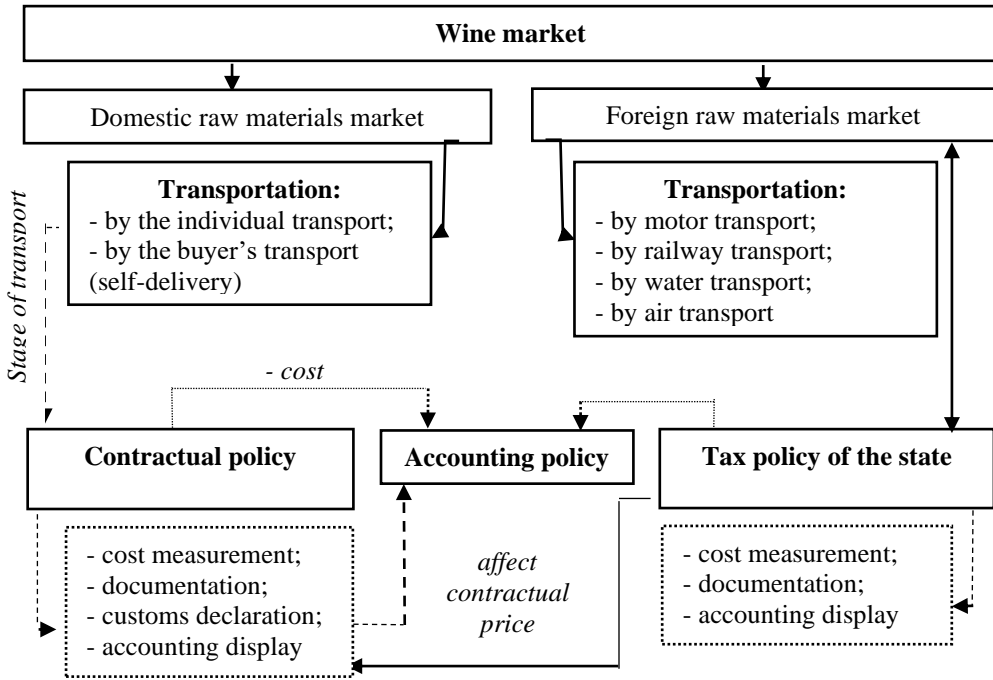 Wine market
Domestic raw materials market
Foreign raw materials market
Transportation:
- by the individual transport;
- by the buyer’s transport
(self-delivery)
Transportation:
- by motor transport;
- by railway transport;
- by water transport;
- by air transport
Stage of transport
- cost
Contractual policy
Accounting policy
Tax policy of the state
- cost measurement;
- documentation;
- customs declaration;
- accounting display
affect
contractual
price
- cost measurement;
- documentation;
- accounting display